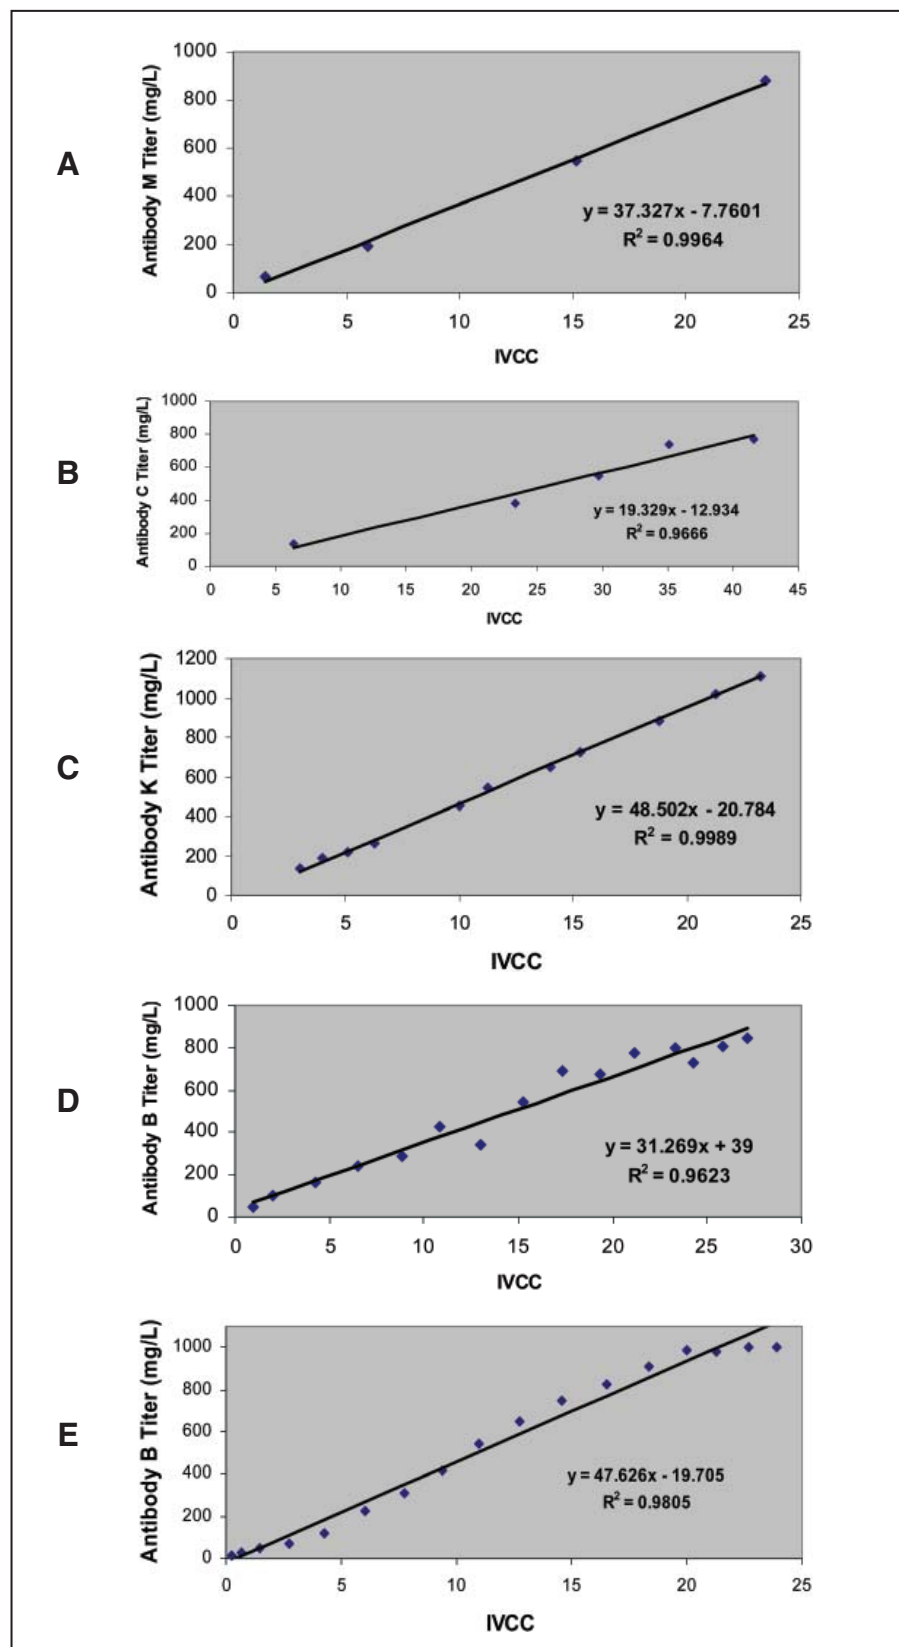 A
Antibody M Titer (mg/L)
1000
800
600
400
200
0
0 5 10 15 20 25
y = 37.327x - 7.7601
R² = 0.9964
IVCC
B
Antibody C Titer (mg/L)
1000
800
600
400
200
0
0 5 10 15 20 25 30 35 40 45
y = 19.329x - 12.934
R² = 0.9666
IVCC
C
Antibody K Titer (mg/L)
1200
1000
800
600
400
200
0
0 5 10 15 20 25
y = 48.502x - 20.784
R² = 0.9989
IVCC
D
Antibody B Titer (mg/L)
1000
800
600
400
200
0
0 5 10 15 20 25 30
y = 31.269x + 39
R² = 0.9623
IVCC
E
Antibody B Titer (mg/L)
1000
800
600
400
200
0
0 5 10 15 20 25
y = 47.626x - 19.705
R² = 0.9805
IVCC